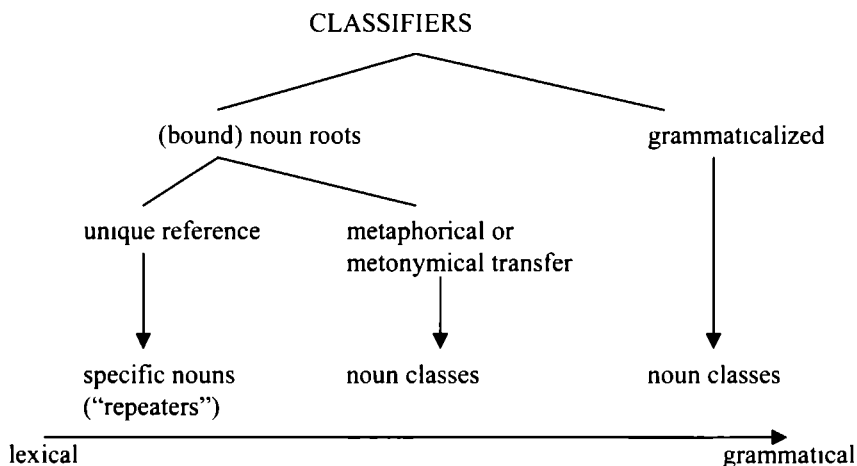 CLASSIFIERS
(bound) noun roots
grammaticalized
unique reference
metaphorical or
metonymical transfer
specific nouns
("repeaters")
noun classes
noun classes
lexical
grammatical